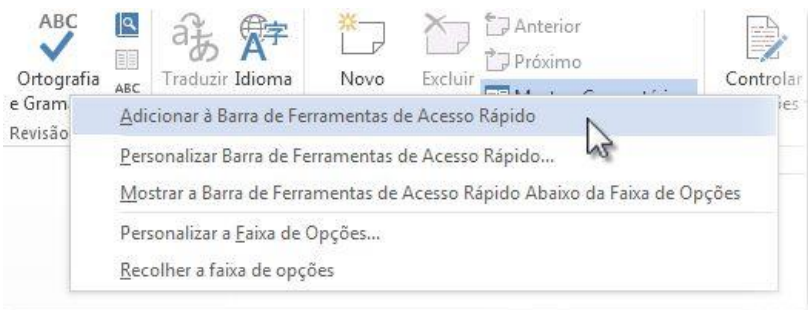 ABC
Ortografia
e Gram
Revisão
ABC
Traduzir
Idioma
Novo
Excluir
Anterior
Próximo
Controlar
Adicionar à Barra de Ferramentas de Acesso Rápido
Personalizar Barra de Ferramentas de Acesso Rápido...
Mostrar a Barra de Ferramentas de Acesso Rápido Abaixo da Faixa de Opções
Personalizar a Faixa de Opções...
Recolher a faixa de opções